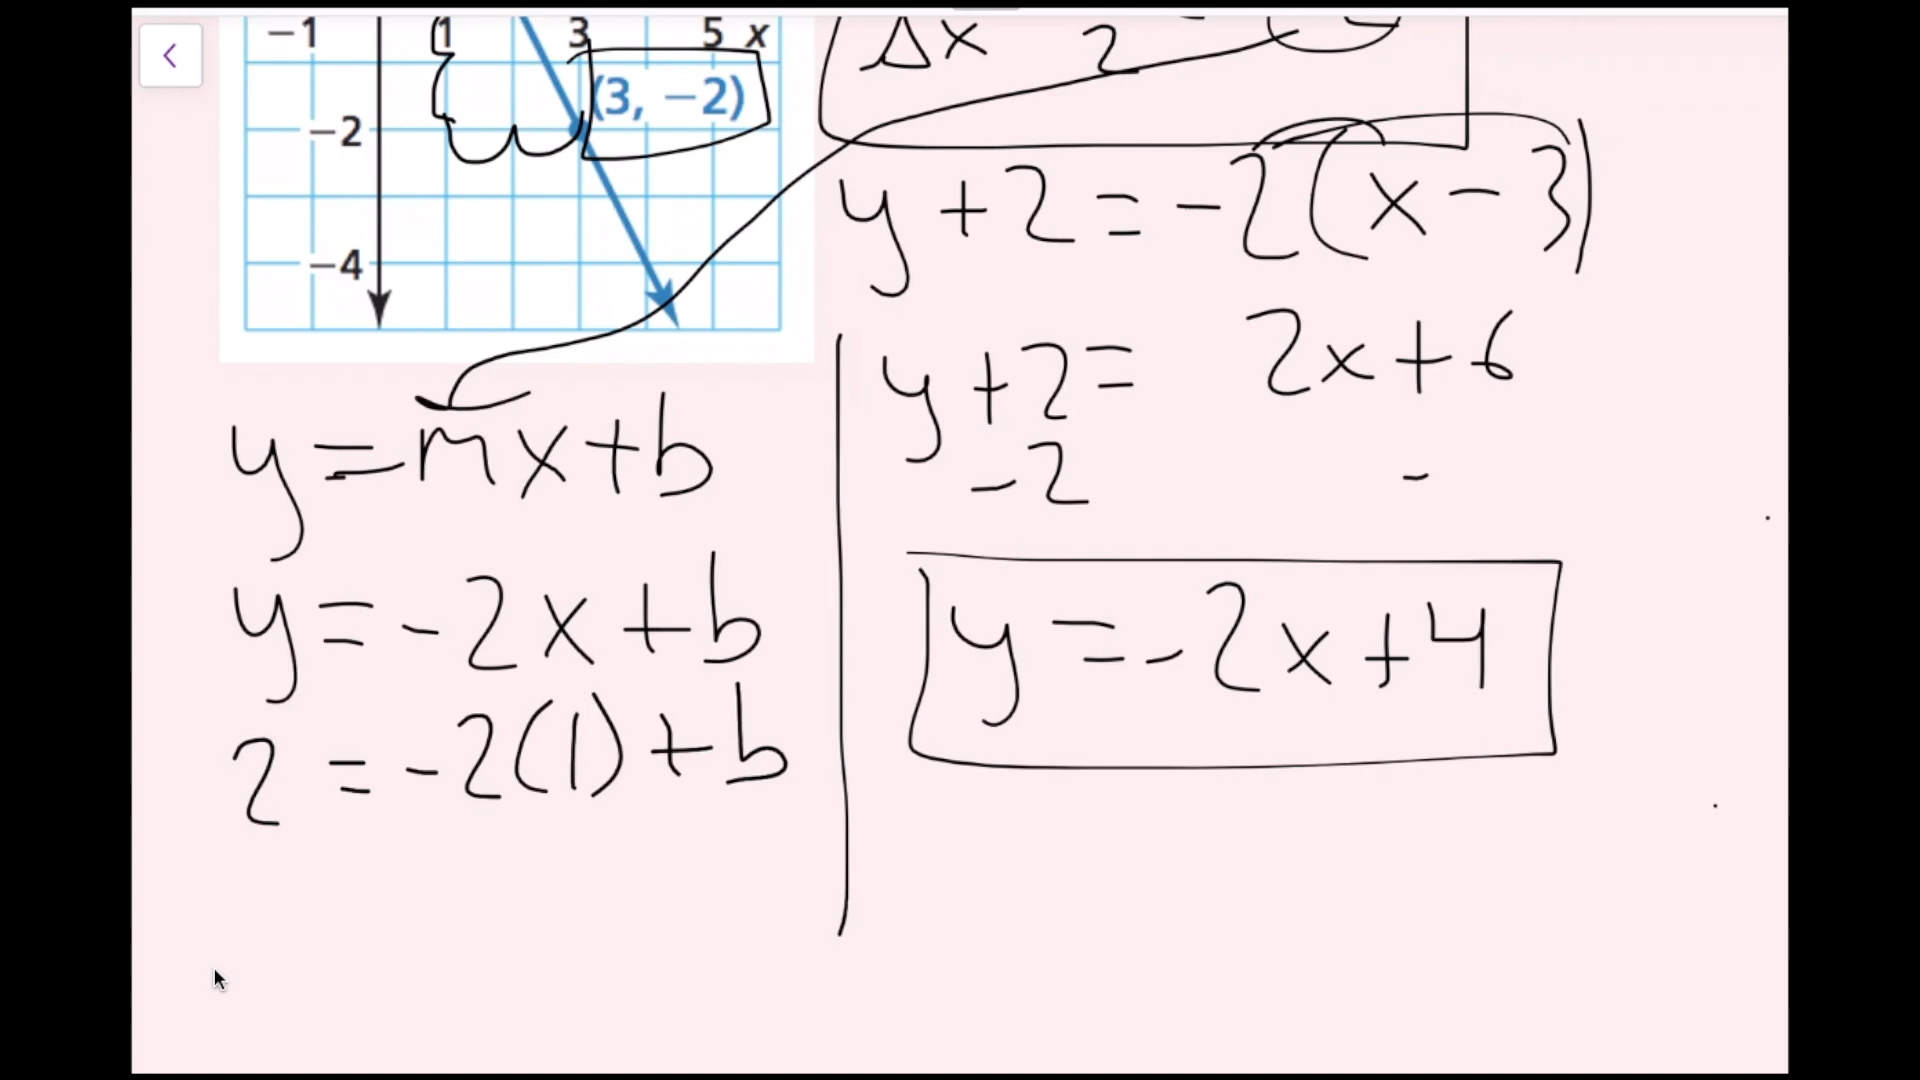 −1 1 3 5 x
(3, −2)
−2
−4
Δx 2
y + 2 = -2(x - 3)
y + 2 = 2x + 6
-2 -
y = -2x + 4
y = mx + b
y = -2x + b
2 = -2(1) + b